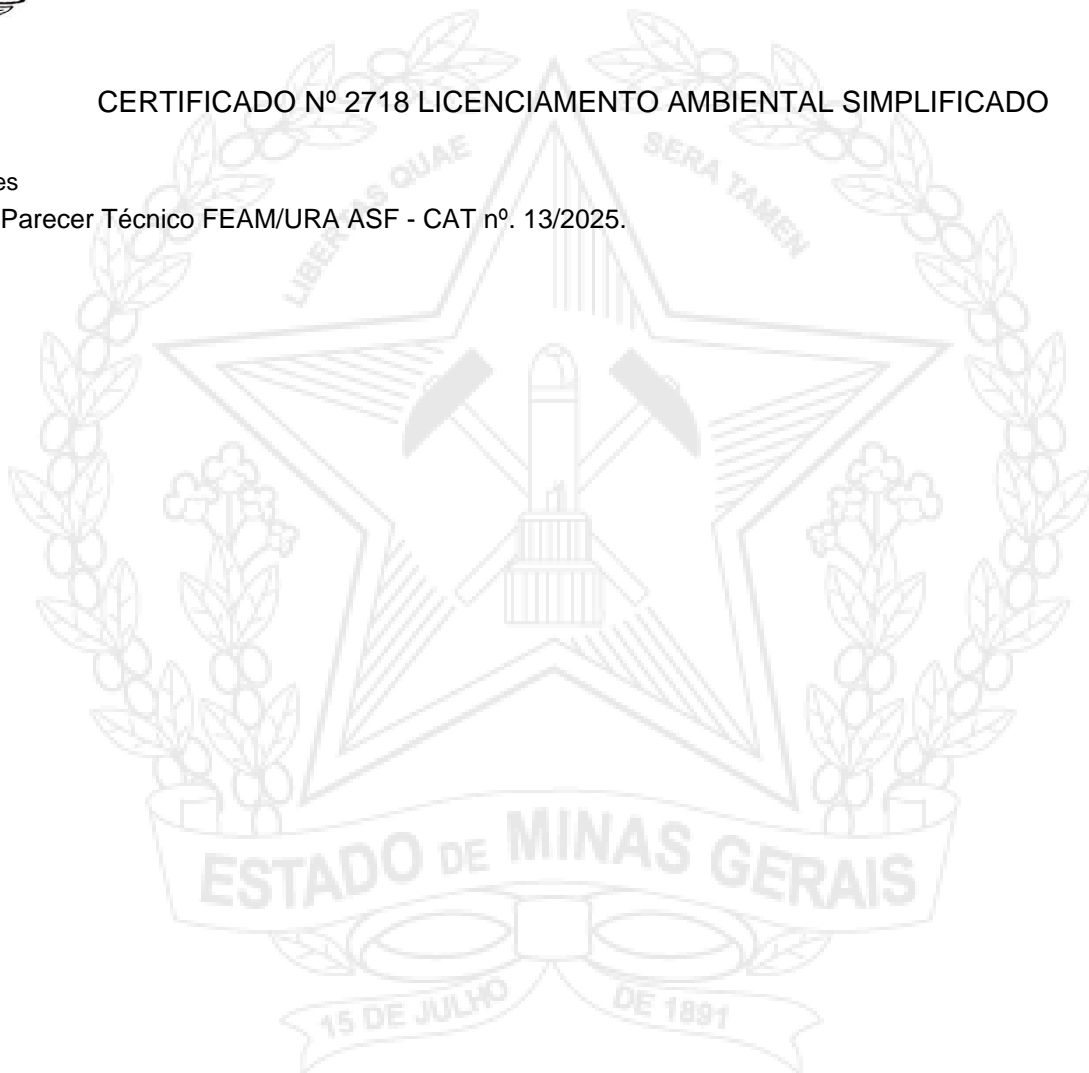 CERTIFICADO Nº 2718 LICENCIAMENTO AMBIENTAL SIMPLIFICADO
es
Parecer Técnico FEAM/URA ASF - CAT nº. 13/2025.
LIBERTAS QUAE SERA TAMEN
ESTADO DE MINAS GERAIS
15 DE JULHO DE 1891